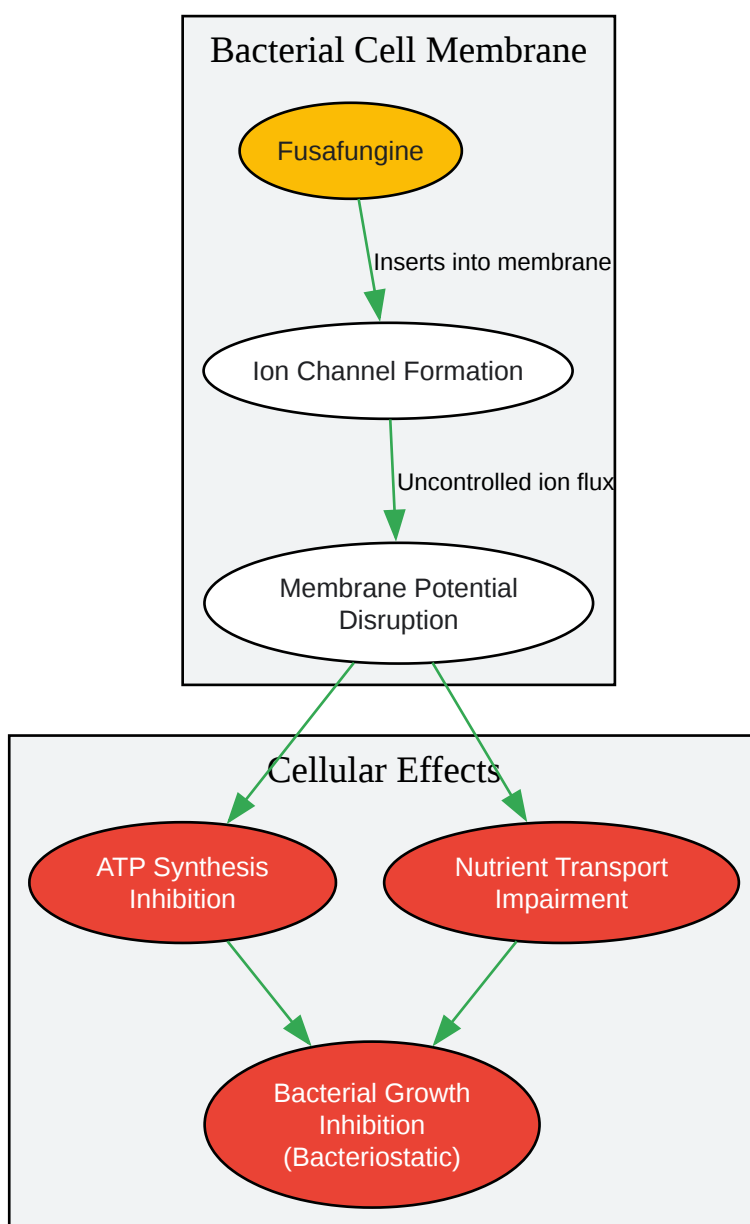 Bacterial Cell Membrane
Fusafungine
Inserts into membrane
Ion Channel Formation
Uncontrolled ion flux
Membrane Potential
Disruption
Cellular Effects
ATP Synthesis
Inhibition
Nutrient Transport
Impairment
Bacterial Growth
Inhibition
(Bacteriostatic)